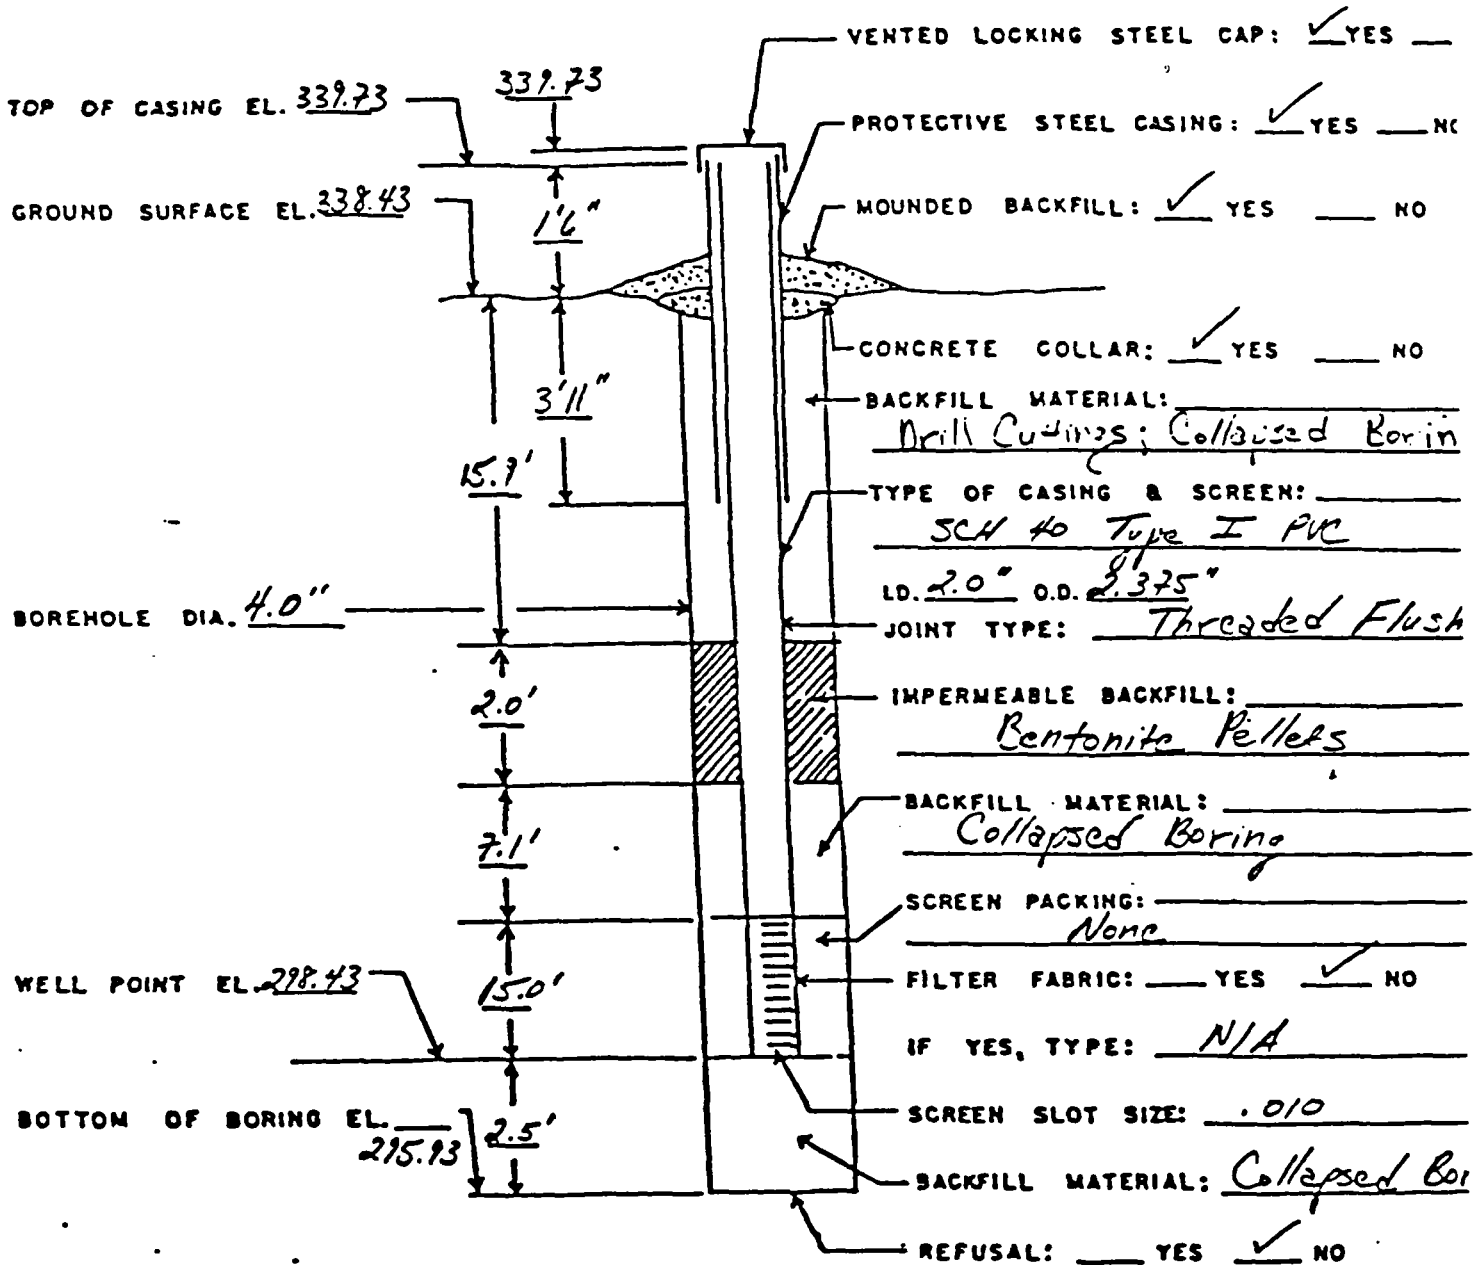 VENTED LOCKING STEEL CAP: ✓ YES
339.73
TOP OF CASING EL. 339.73
PROTECTIVE STEEL CASING: ✓ YES NO
GROUND SURFACE EL. 338.43
1'6"
MOUNDED BACKFILL: ✓ YES NO
CONCRETE COLLAR: ✓ YES NO
3'11"
BACKFILL MATERIAL:
Drill Cuttings; Collapsed Borin
15.9'
TYPE OF CASING & SCREEN:
SCH 40 Type I PVC
I.D. 2.0" O.D. 2.375"
BOREHOLE DIA. 4.0"
JOINT TYPE: Threaded Flush
2.0'
IMPERMEABLE BACKFILL:
Bentonite Pellets
7.1'
BACKFILL MATERIAL:
Collapsed Boring
SCREEN PACKING:
None
WELL POINT EL. 298.43
15.0'
FILTER FABRIC: YES ✓ NO
IF YES, TYPE: N/A
BOTTOM OF BORING EL.
295.93
2.5'
SCREEN SLOT SIZE: .010
BACKFILL MATERIAL: Collapsed Bor
REFUSAL: YES ✓ NO